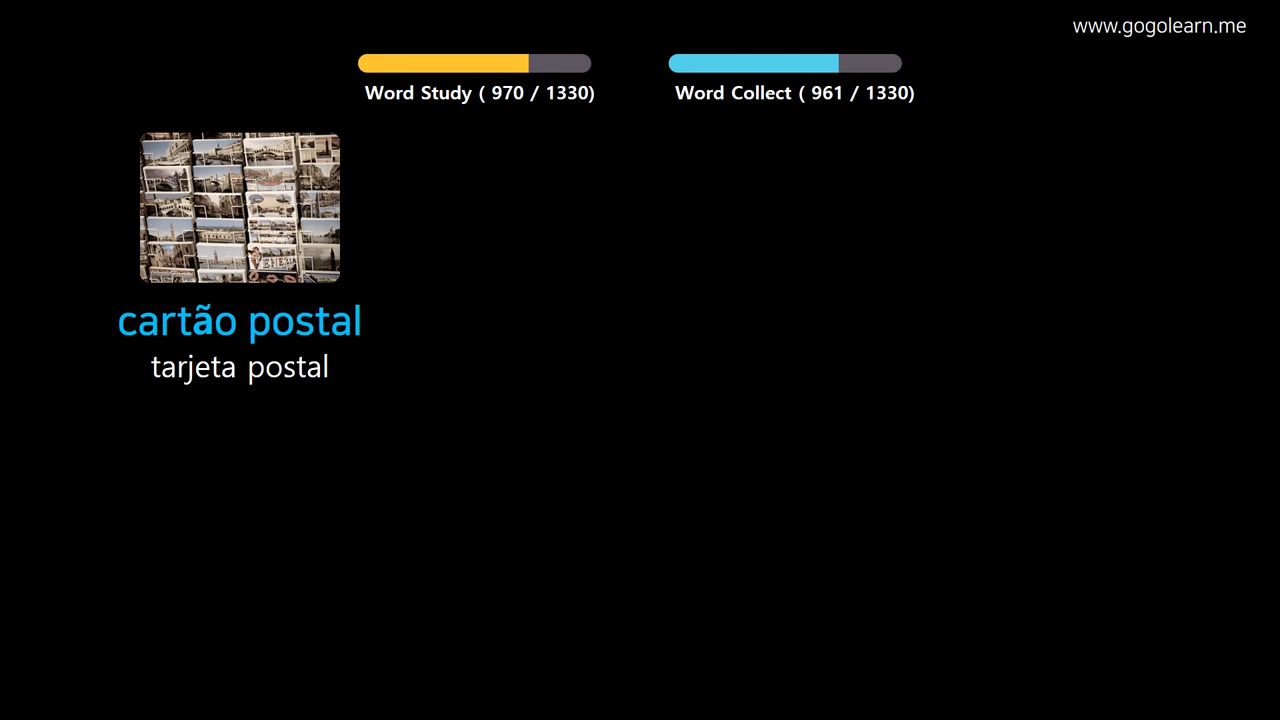 www.gogolearn.me
Word Study ( 970 / 1330)
Word Collect ( 961 / 1330)
cartão postal
tarjeta postal